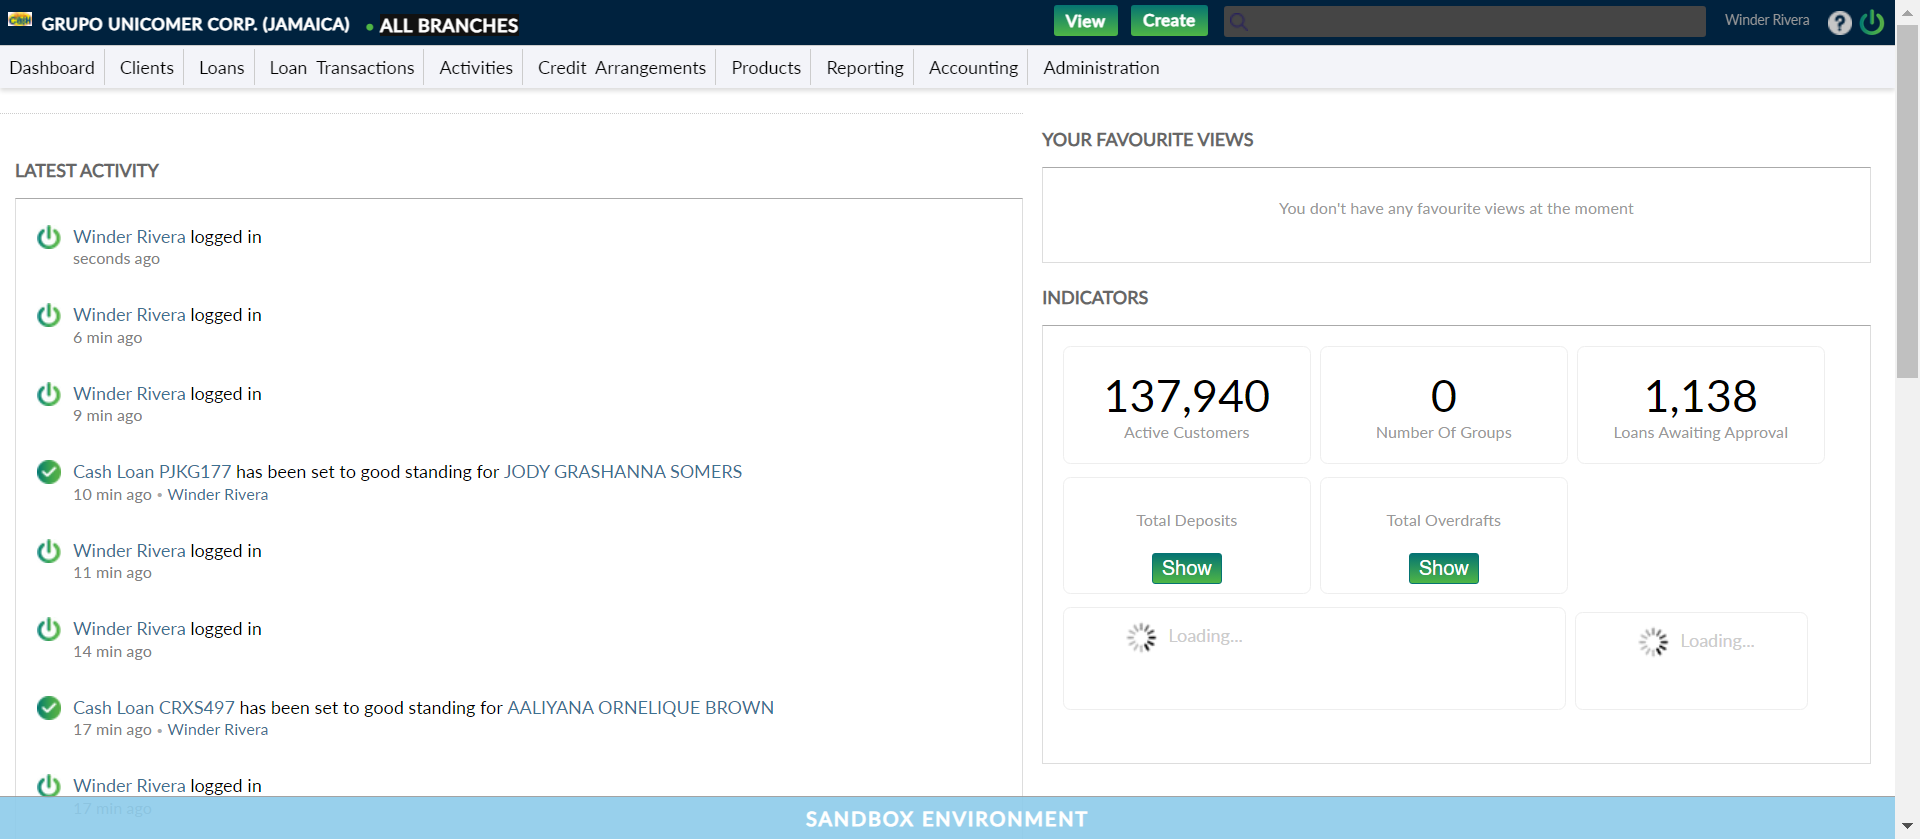 GRUPO UNICOMER CORP. (JAMAICA) • ALL BRANCHES View Create Winder Rivera ?
Dashboard Clients Loans Loan Transactions Activities Credit Arrangements Products Reporting Accounting Administration
LATEST ACTIVITY
Winder Rivera logged in
seconds ago
Winder Rivera logged in
6 min ago
Winder Rivera logged in
9 min ago
Cash Loan PJKG177 has been set to good standing for JODY GRASHANNA SOMERS
10 min ago • Winder Rivera
Winder Rivera logged in
11 min ago
Winder Rivera logged in
14 min ago
Cash Loan CRXS497 has been set to good standing for AALIYANA ORNELIQUE BROWN
17 min ago • Winder Rivera
Winder Rivera logged in
17 min ago
YOUR FAVOURITE VIEWS
You don't have any favourite views at the moment
INDICATORS
137,940
Active Customers
0
Number Of Groups
1,138
Loans Awaiting Approval
Total Deposits
Show
Total Overdrafts
Show
Loading...
Loading...
SANDBOX ENVIRONMENT